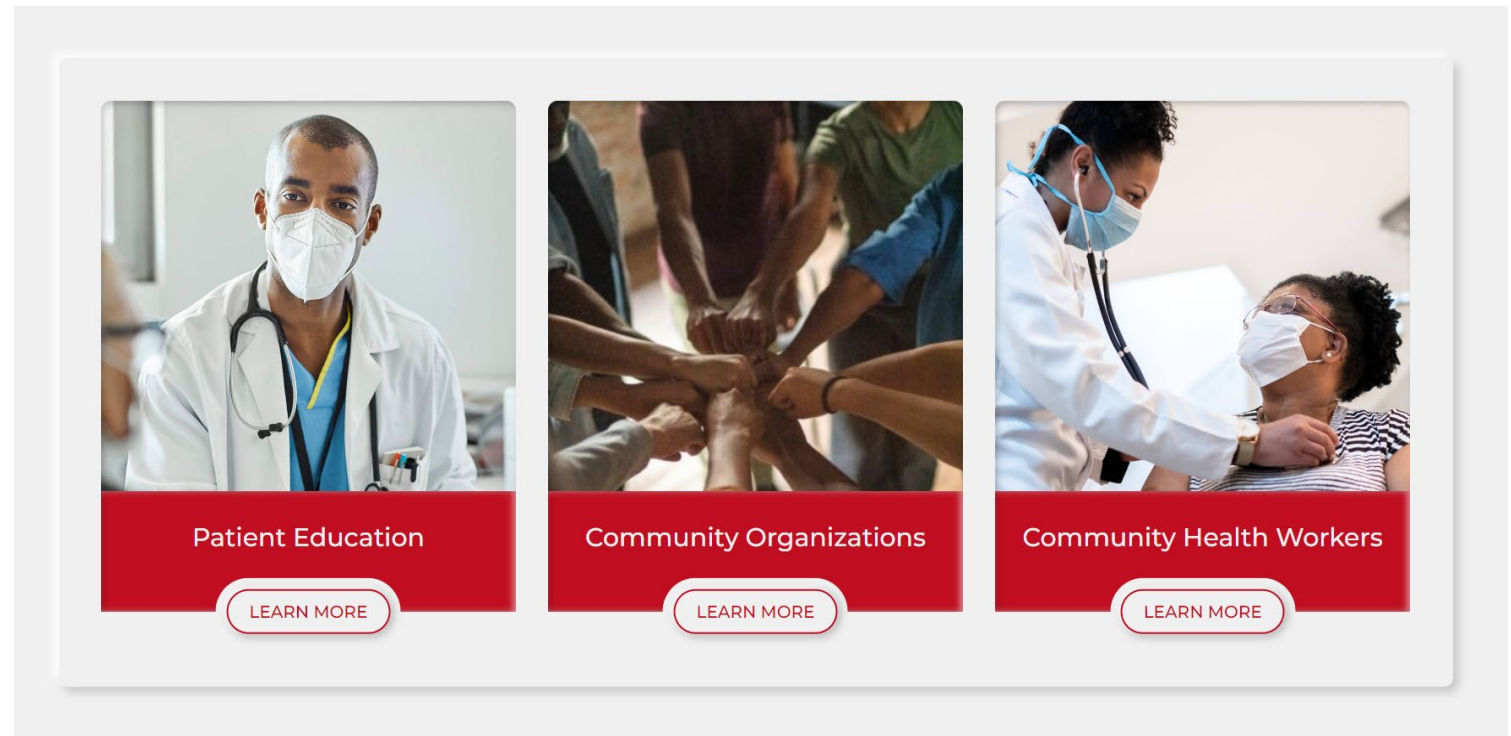 Patient Education
LEARN MORE
Community Organizations
LEARN MORE
Community Health Workers
LEARN MORE